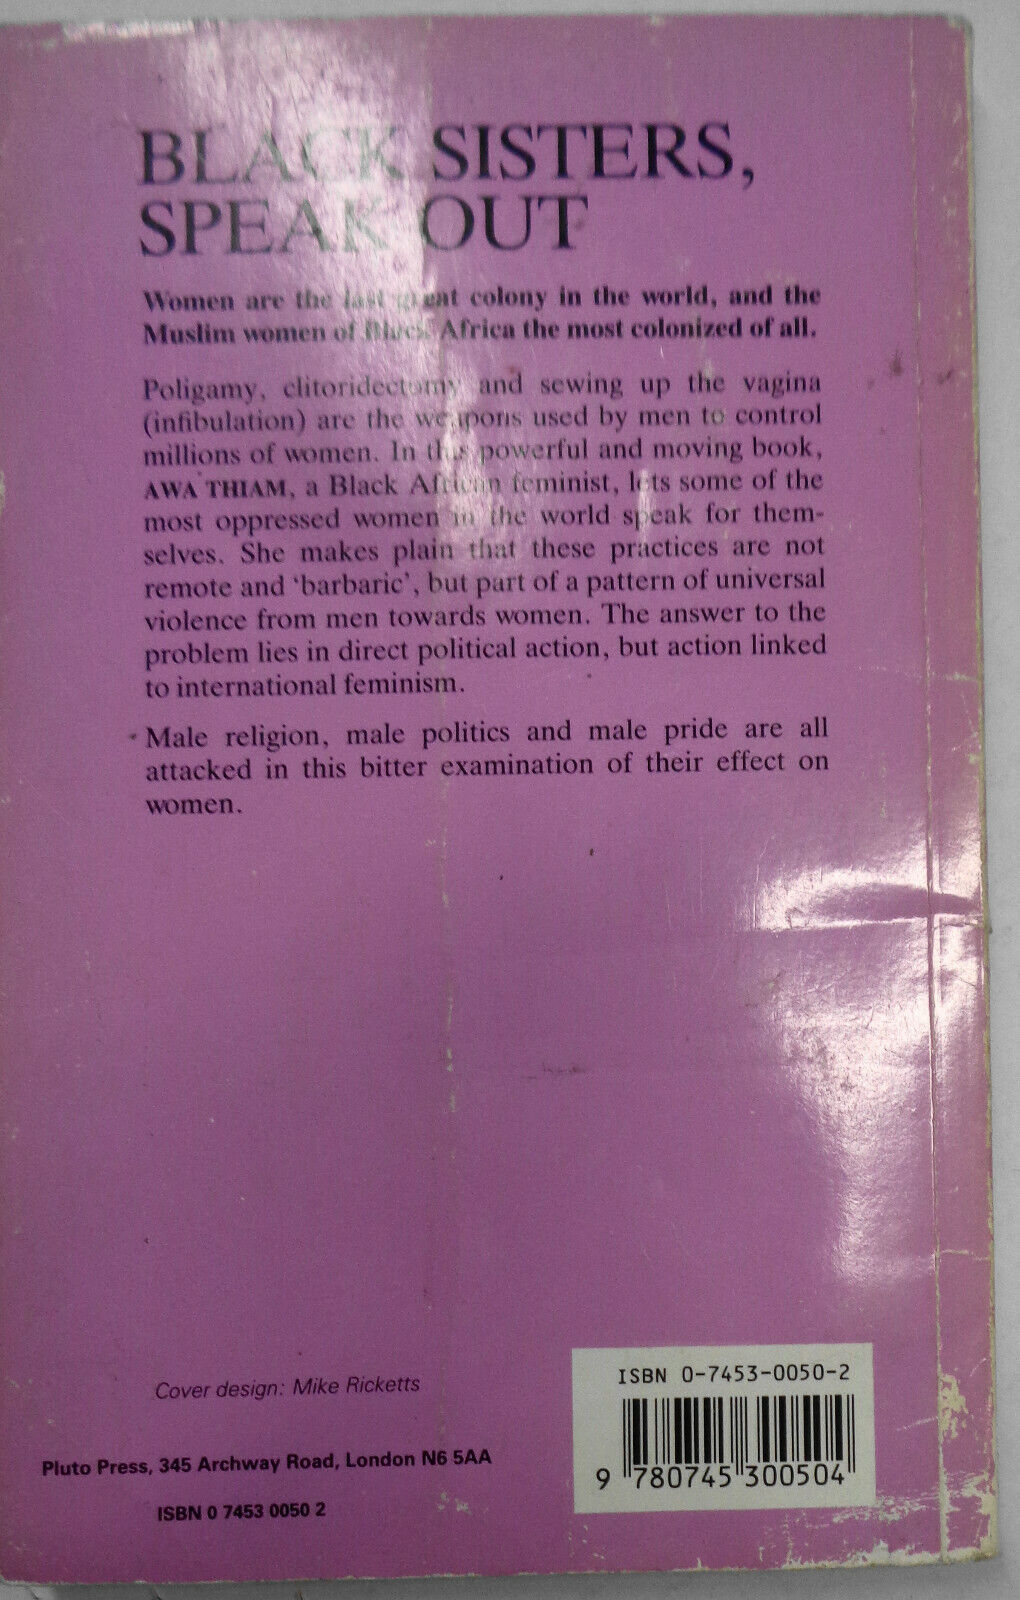 BLACK SISTERS,
SPEAK OUT
Women are the last great colony in the world, and the
Muslim women of Black Africa the most colonized of all.
Poligamy, clitoridectomy and sewing up the vagina
(infibulation) are the weapons used by men to control
millions of women. In this powerful and moving book,
AWA THIAM, a Black African feminist, lets some of the
most oppressed women in the world speak for them-
selves. She makes plain that these practices are not
remote and ‘barbaric’, but part of a pattern of universal
violence from men towards women. The answer to the
problem lies in direct political action, but action linked
to international feminism.
Male religion, male politics and male pride are all
attacked in this bitter examination of their effect on
women.
Cover design: Mike Ricketts
Pluto Press, 345 Archway Road, London N6 5AA
ISBN 0 7453 0050 2
ISBN 0-7453-0050-2
9 780745 300504